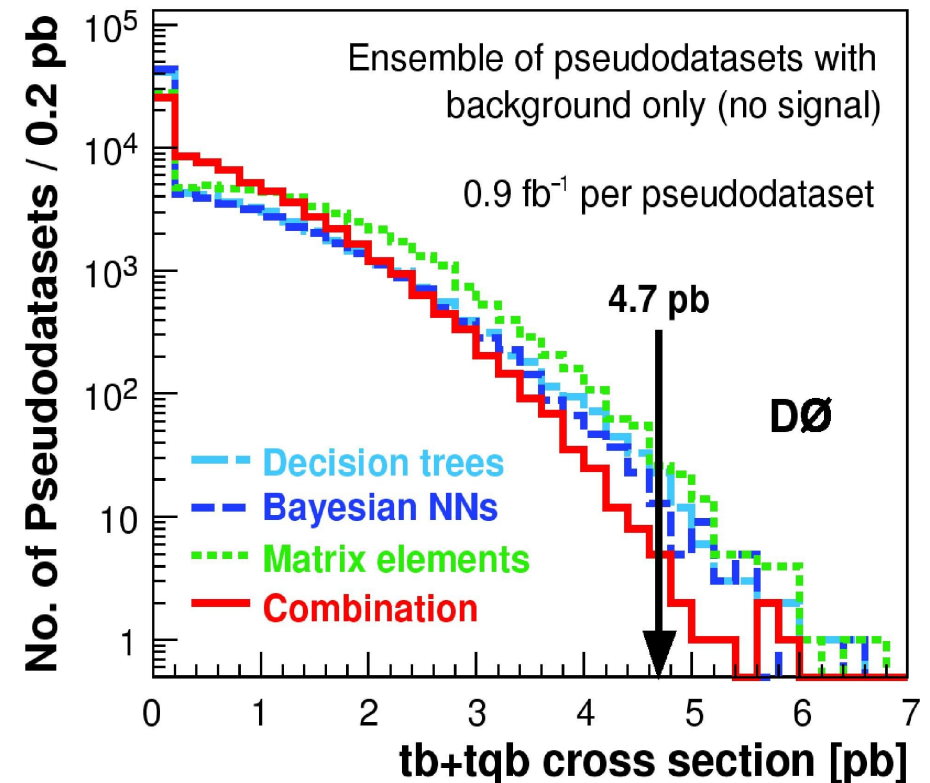 No. of Pseudodatasets / 0.2 pb
10⁵
10⁴
10³
10²
10
1
Ensemble of pseudodatasets with
background only (no signal)
0.9 fb⁻¹ per pseudodataset
4.7 pb
DØ
Decision trees
Bayesian NNs
Matrix elements
Combination
0 1 2 3 4 5 6 7
tb+tqb cross section [pb]